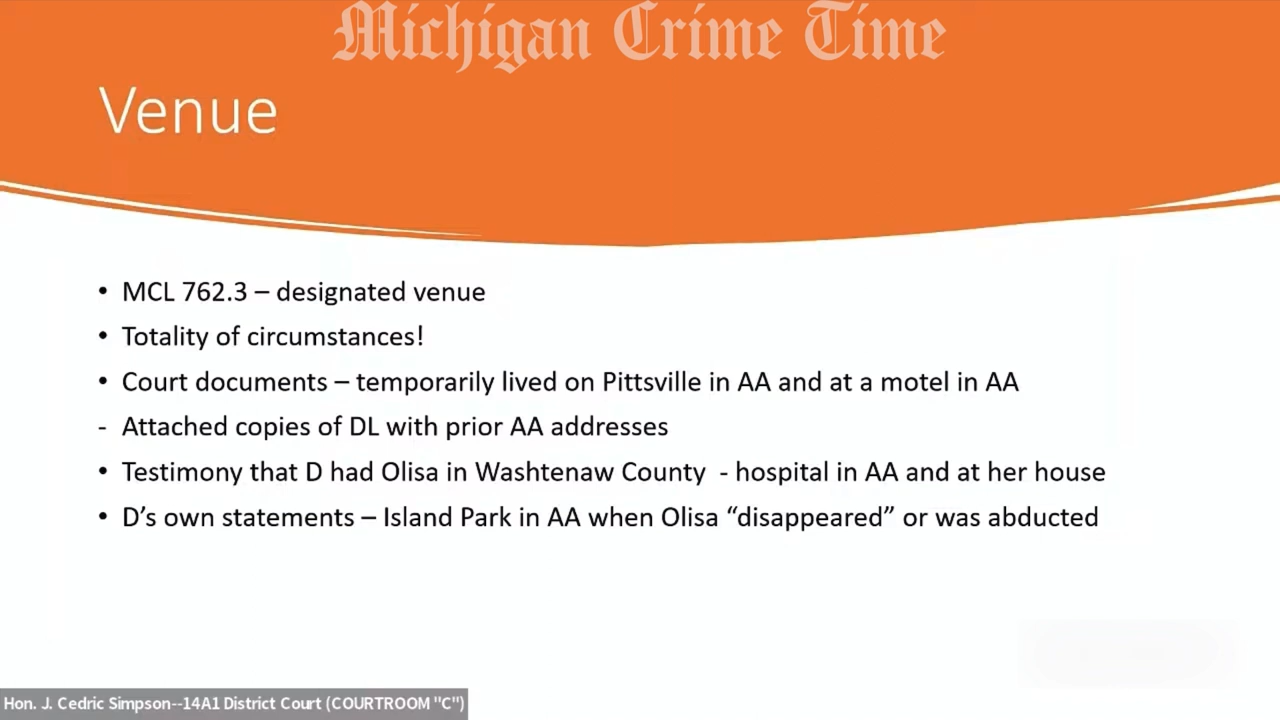 Michigan Crime Time
Venue
• MCL 762.3 – designated venue
• Totality of circumstances!
• Court documents – temporarily lived on Pittsville in AA and at a motel in AA
- Attached copies of DL with prior AA addresses
• Testimony that D had Olisa in Washtenaw County - hospital in AA and at her house
• D’s own statements – Island Park in AA when Olisa “disappeared” or was abducted
Hon. J. Cedric Simpson--14A1 District Court (COURTROOM "C")